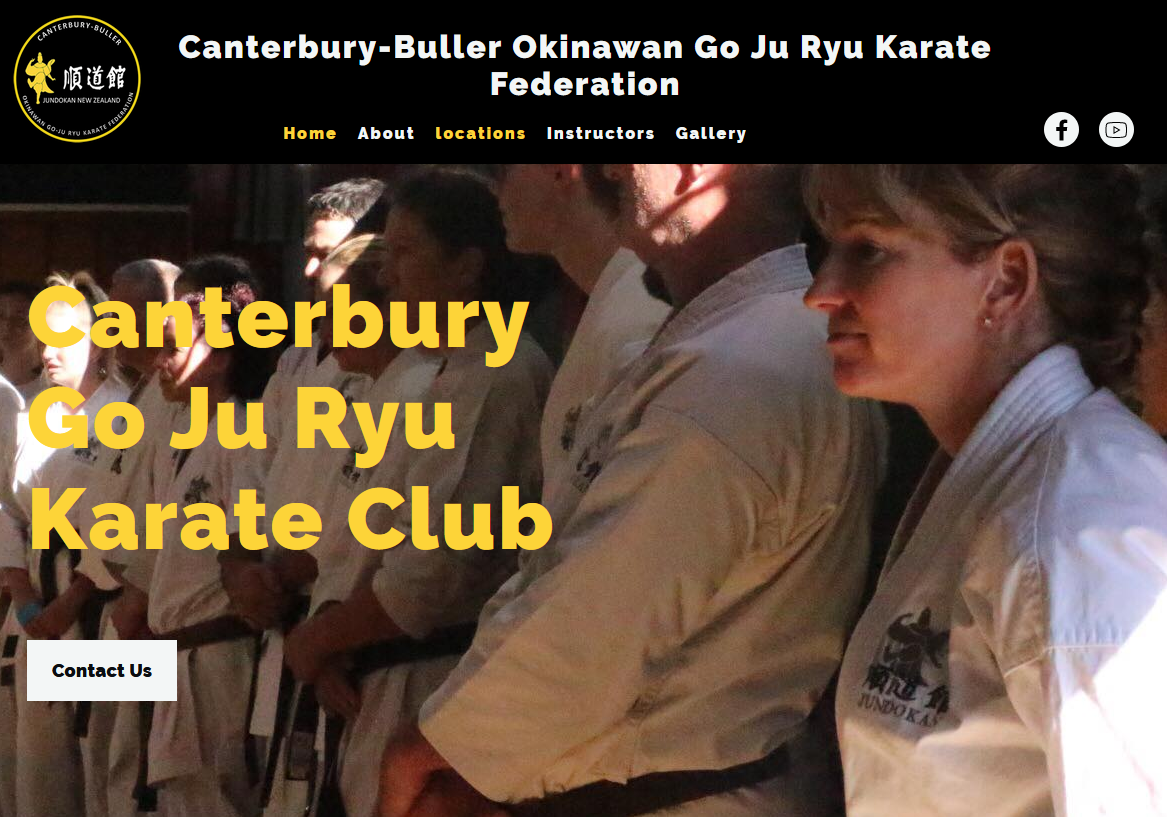 CANTERBURY-BULLER
順道館
JUNDOKAN NEW ZEALAND
OKINAWAN GO-JU RYU KARATE FEDERATION
Canterbury-Buller Okinawan Go Ju Ryu Karate
Federation
Home About locations Instructors Gallery
Canterbury
Go Ju Ryu
Karate Club
Contact Us
順道館
JUNDOKA